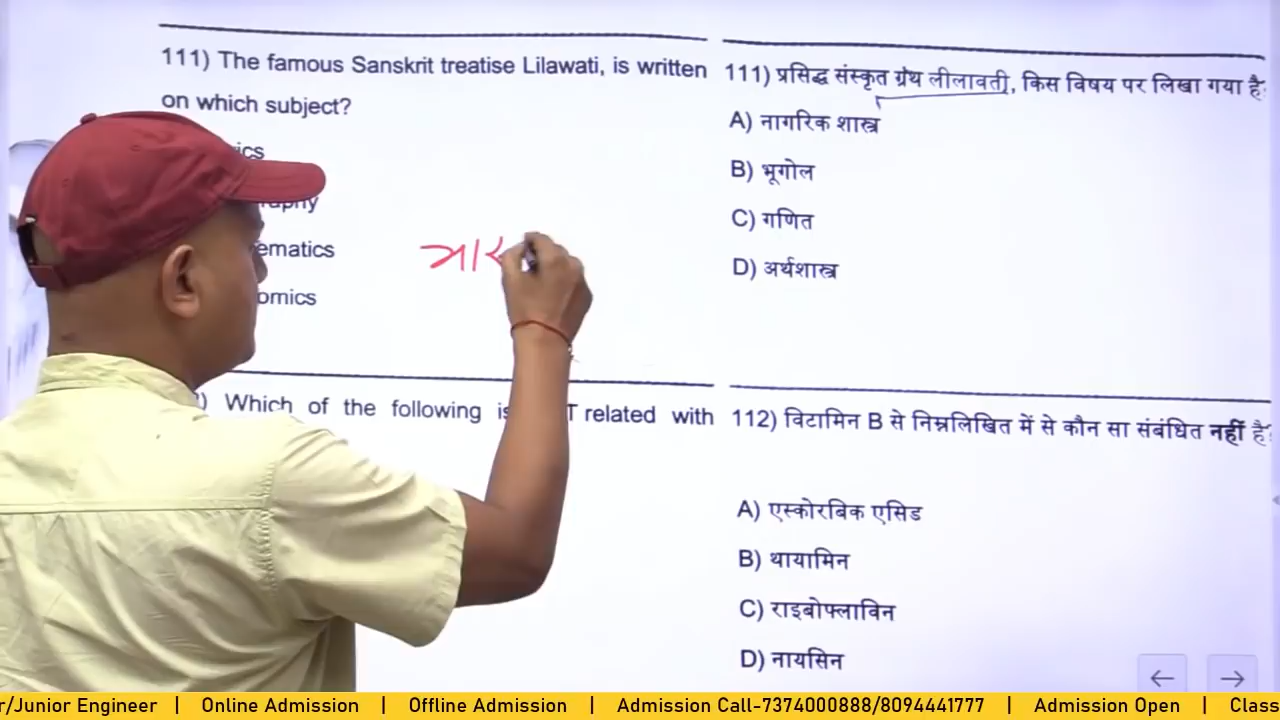 111) The famous Sanskrit treatise Lilawati, is written
on which subject?
ics
raphy
ematics
omics
111) प्रसिद्ध संस्कृत ग्रंथ लीलावती, किस विषय पर लिखा गया है
A) नागरिक शास्त्र
B) भूगोल
C) गणित
D) अर्थशास्त्र
) Which of the following is T related with
112) विटामिन B से निम्नलिखित में से कौन सा संबंधित नहीं है
A) एस्कोरबिक एसिड
B) थायामिन
C) राइबोफ्लाविन
D) नायसिन
r/Junior Engineer | Online Admission | Offline Admission | Admission Call-7374000888/8094441777 | Admission Open | Class